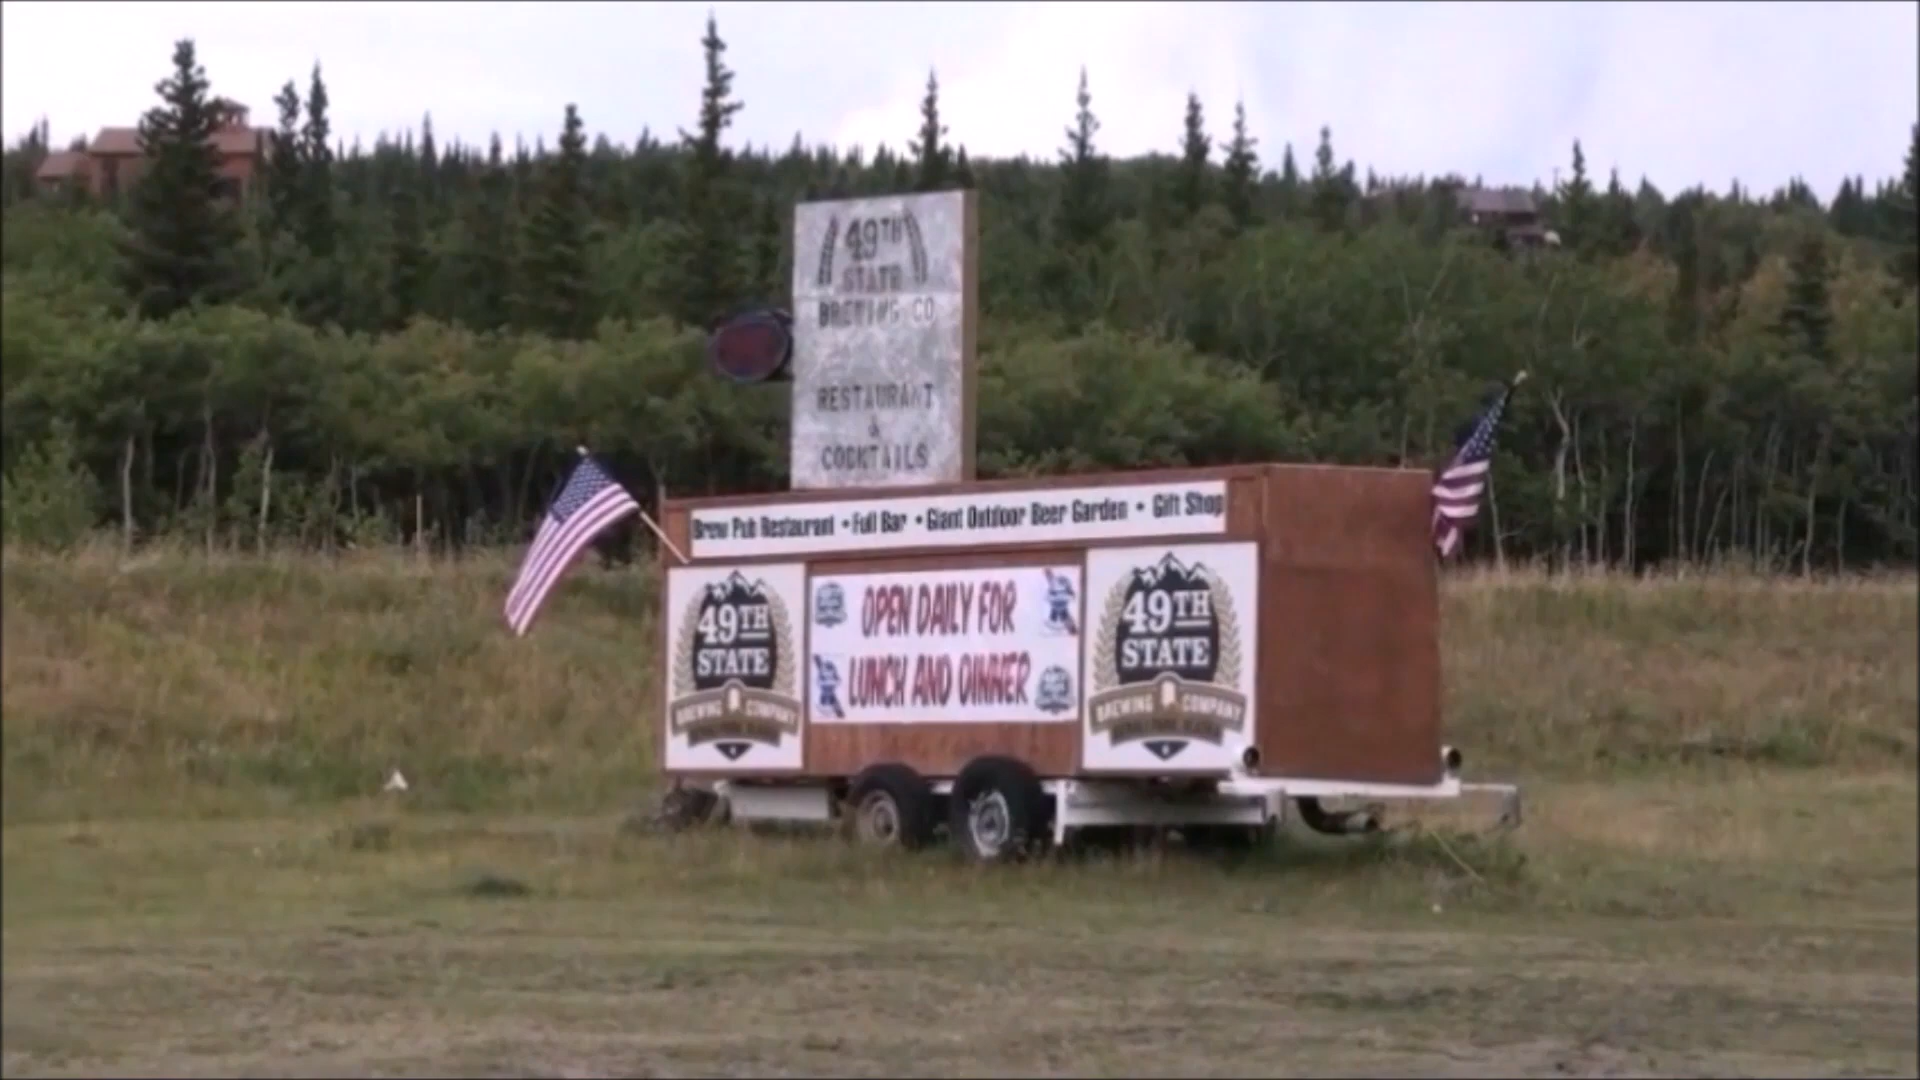 49TH
STATE
BREWING CO
RESTAURANT
&
COCKTAILS
Brew Pub Restaurant • Full Bar • Giant Outdoor Beer Garden • Gift Shop
49TH
STATE
BREWING COMPANY
OPEN DAILY FOR
LUNCH AND DINNER
49TH
STATE
BREWING COMPANY